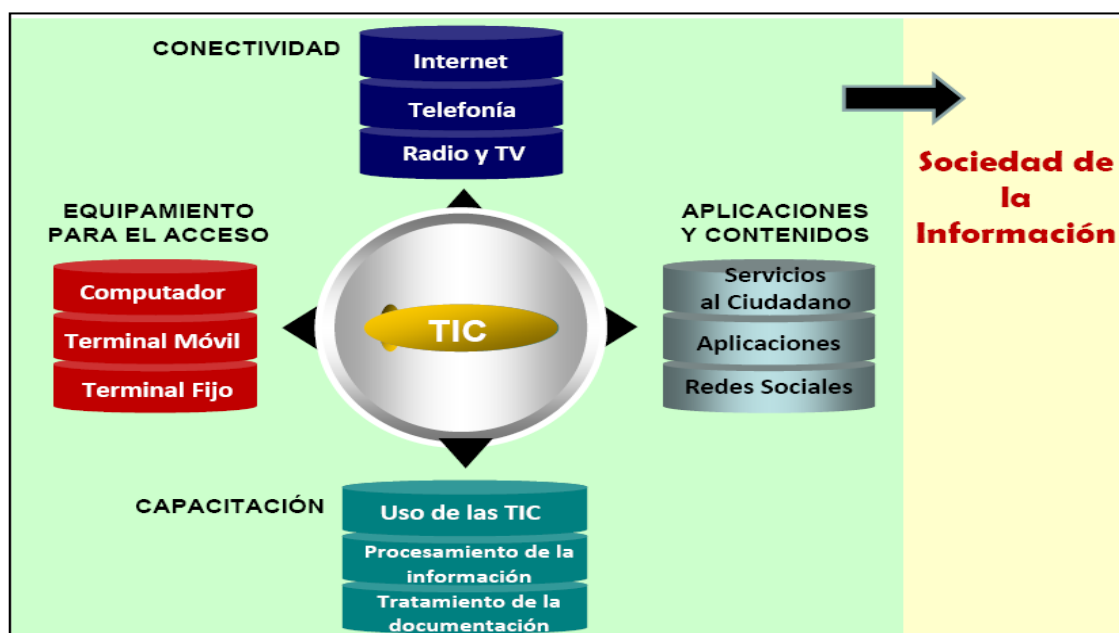 CONECTIVIDAD
Internet
Telefonía
Radio y TV
EQUIPAMIENTO
PARA EL ACCESO
Computador
Terminal Móvil
Terminal Fijo
TIC
APLICACIONES
Y CONTENIDOS
Servicios
al Ciudadano
Aplicaciones
Redes Sociales
CAPACITACIÓN
Uso de las TIC
Procesamiento de la
información
Tratamiento de la
documentación
Sociedad de
la
Información